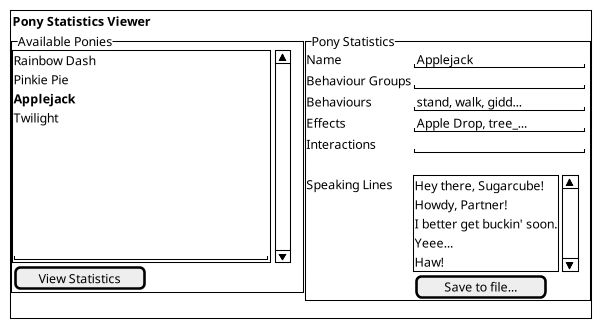 Pony Statistics Viewer
Available Ponies
Rainbow Dash
Pinkie Pie
Applejack
Twilight
View Statistics
Pony Statistics
Name Applejack
Behaviour Groups
Behaviours stand, walk, gidd...
Effects Apple Drop, tree_...
Interactions
Speaking Lines Hey there, Sugarcube!
Howdy, Partner!
I better get buckin' soon.
Yeee...
Haw!
Save to file...